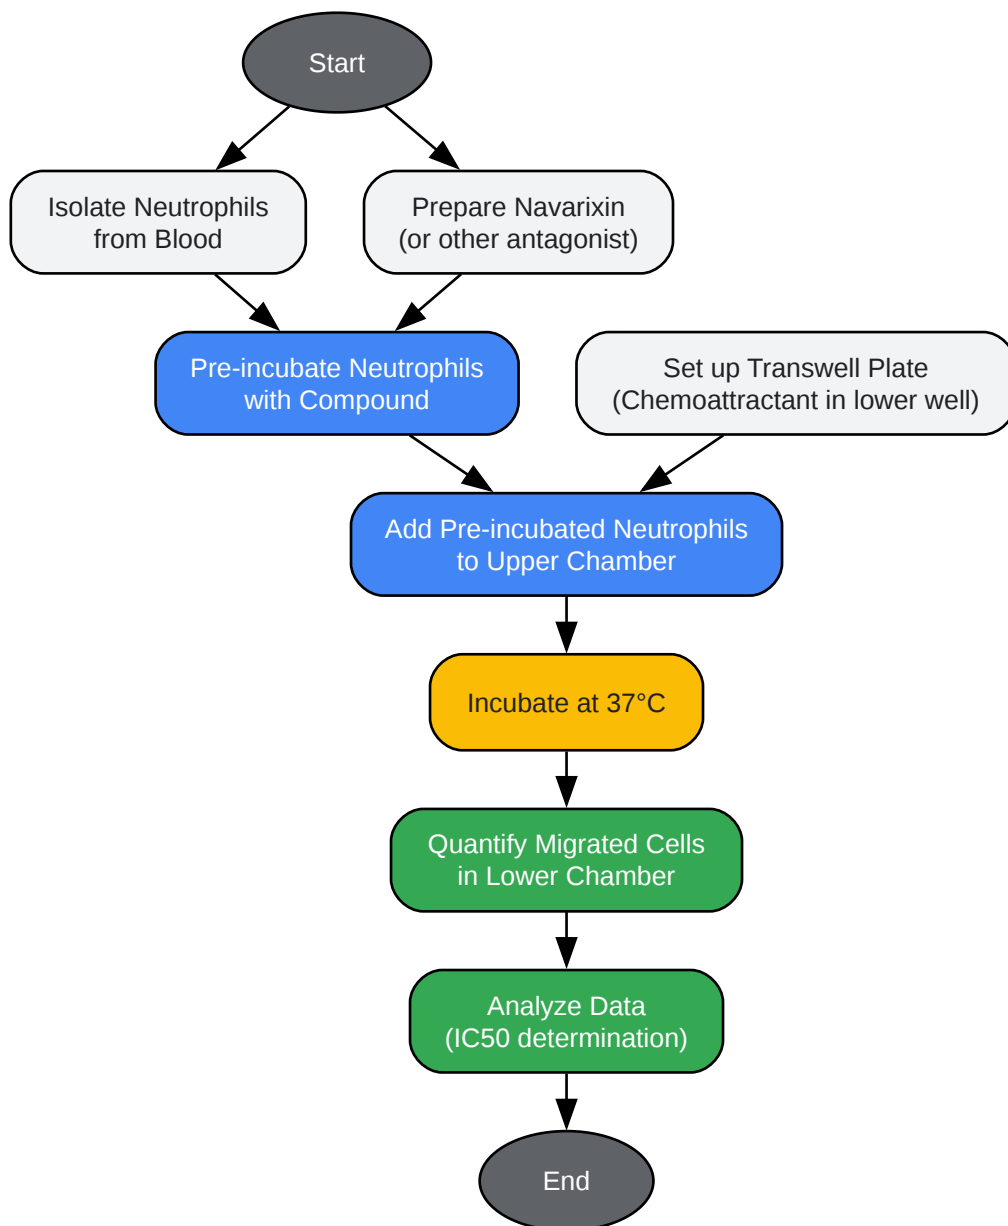 Start
Isolate Neutrophils
from Blood
Prepare Navarixin
(or other antagonist)
Pre-incubate Neutrophils
with Compound
Set up Transwell Plate
(Chemoattractant in lower well)
Add Pre-incubated Neutrophils
to Upper Chamber
Incubate at 37°C
Quantify Migrated Cells
in Lower Chamber
Analyze Data
(IC50 determination)
End